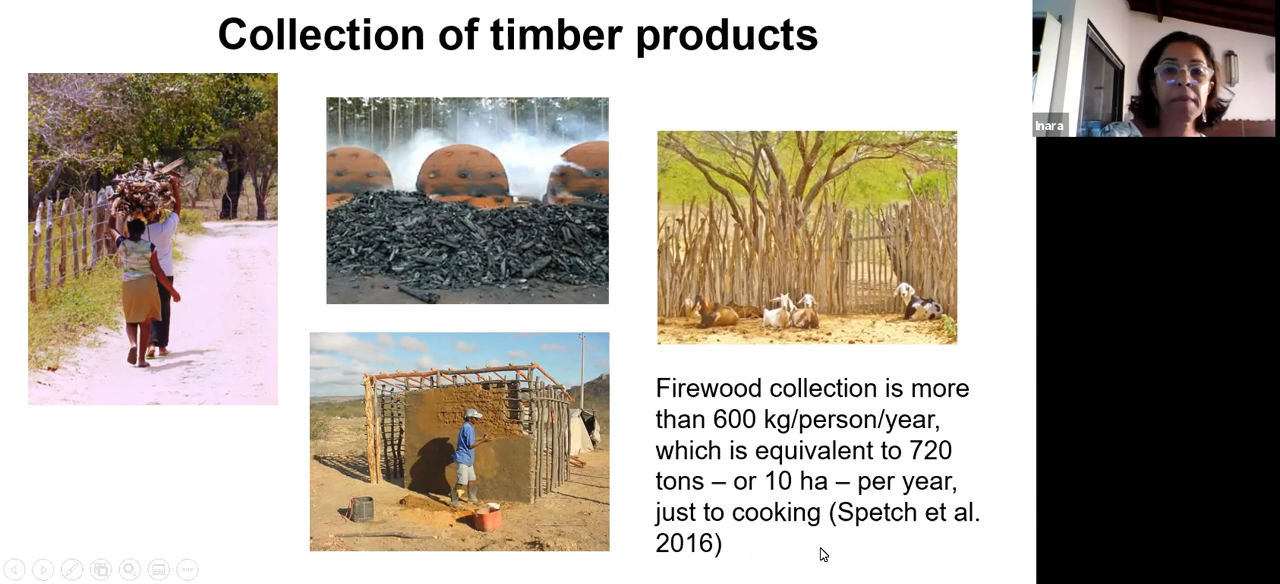 Collection of timber products
Inara
Firewood collection is more
than 600 kg/person/year,
which is equivalent to 720
tons – or 10 ha – per year,
just to cooking (Spetch et al.
2016)